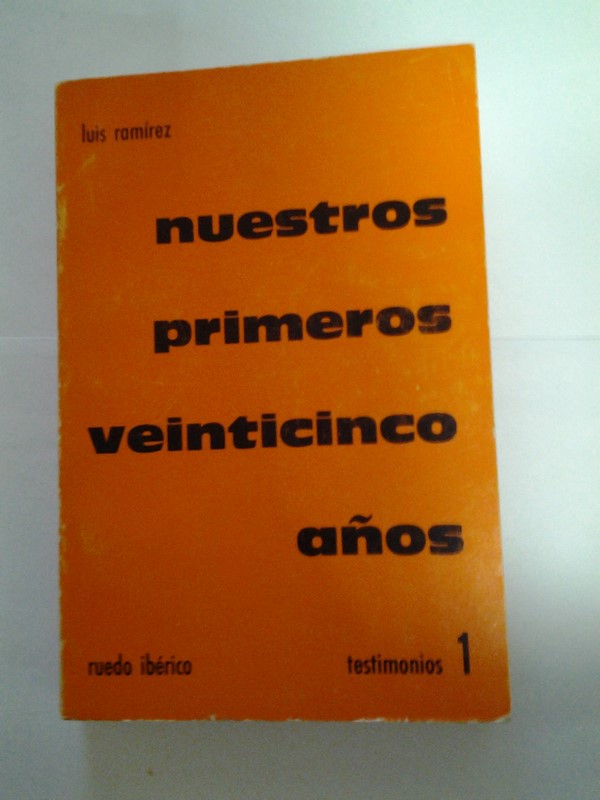 luis ramírez
nuestros
primeros
veinticinco
años
ruedo ibérico
testimonios 1